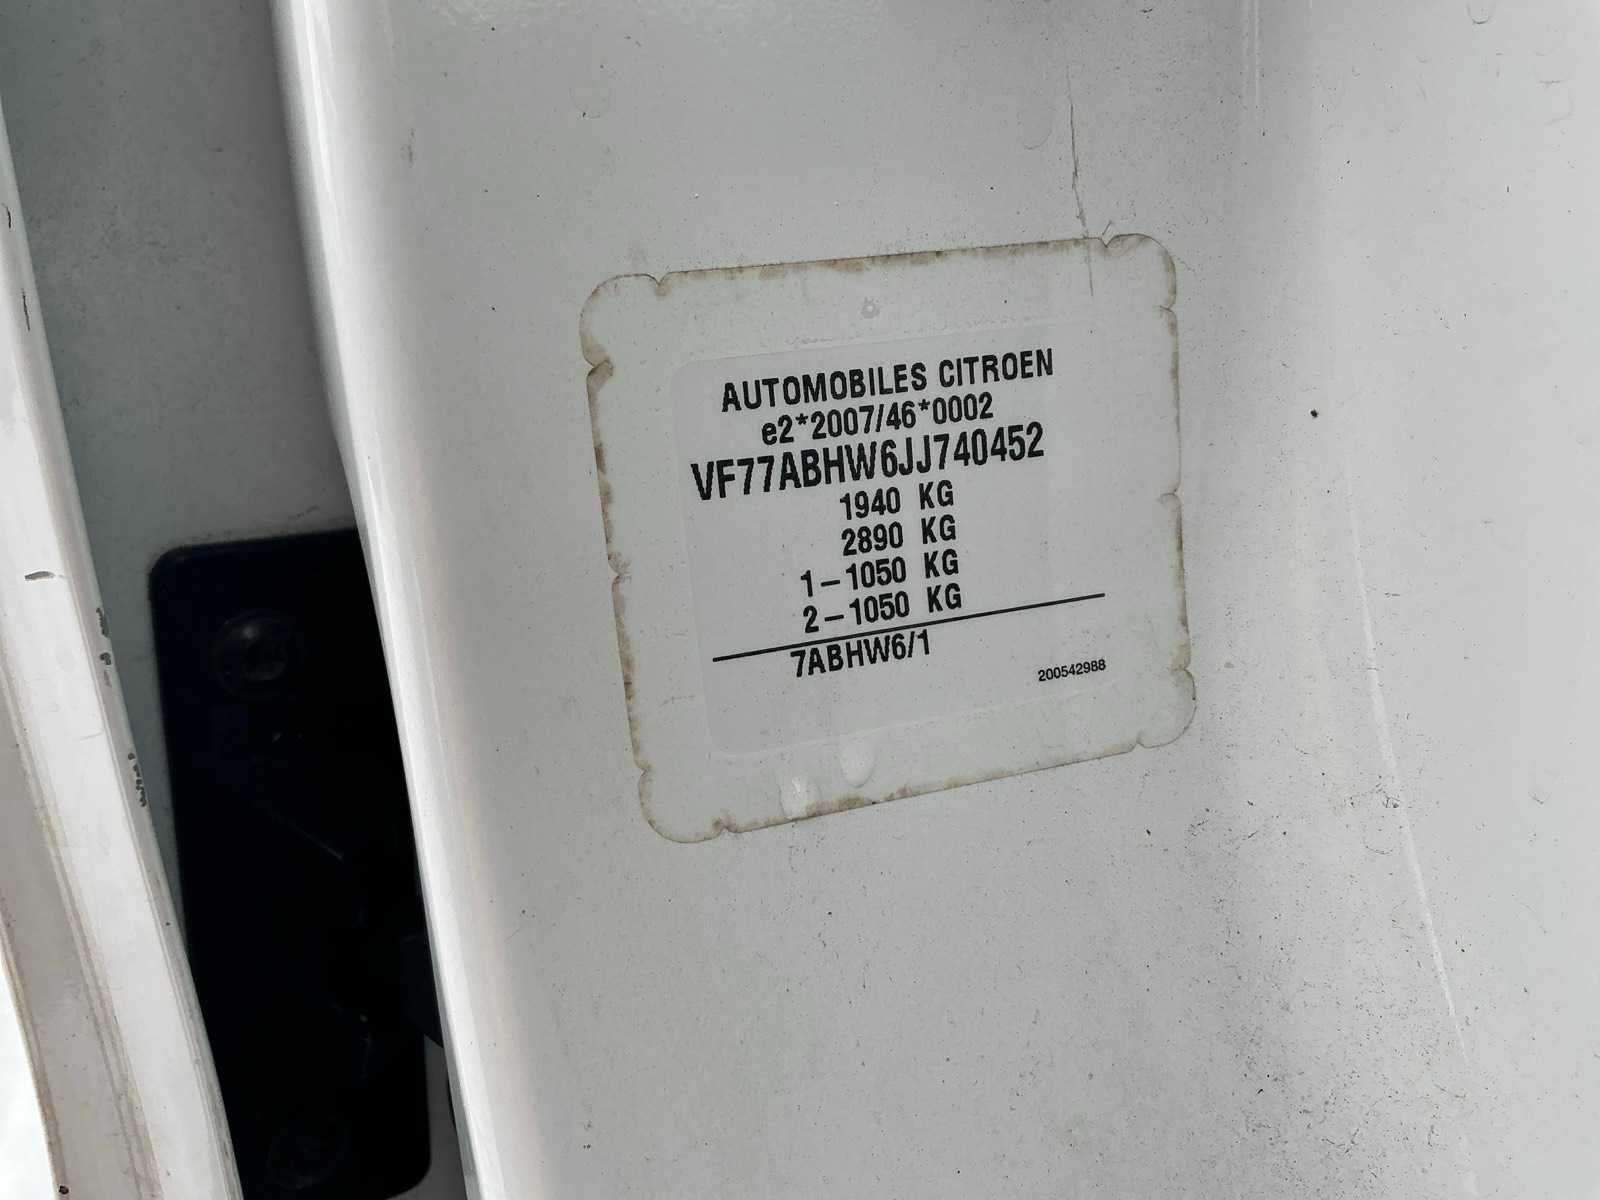 AUTOMOBILES CITROEN
e2*2007/46*0002
VF77ABHW6JJ740452
1940 KG
2890 KG
1-1050 KG
2-1050 KG
7ABHW6/1
200542988